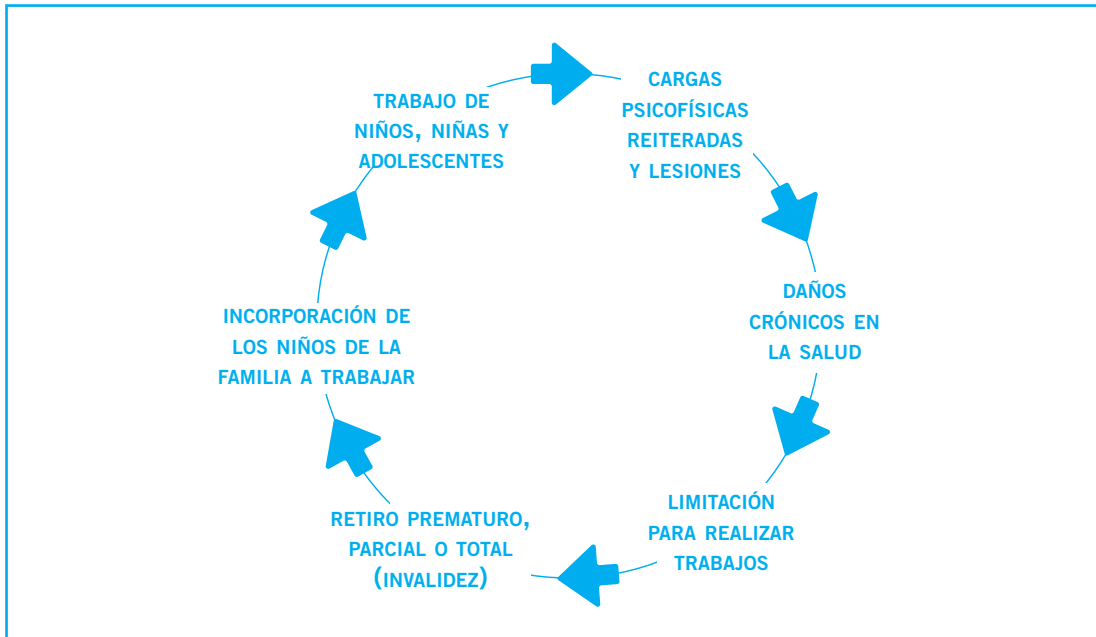 TRABAJO DE
NIÑOS, NIÑAS Y
ADOLESCENTES
CARGAS
PSICOFÍSICAS
REITERADAS
Y LESIONES
DAÑOS
CRÓNICOS EN
LA SALUD
LIMITACIÓN
PARA REALIZAR
TRABAJOS
RETIRO PREMATURO,
PARCIAL O TOTAL
(INVALIDEZ)
INCORPORACIÓN DE
LOS NIÑOS DE LA
FAMILIA A TRABAJAR